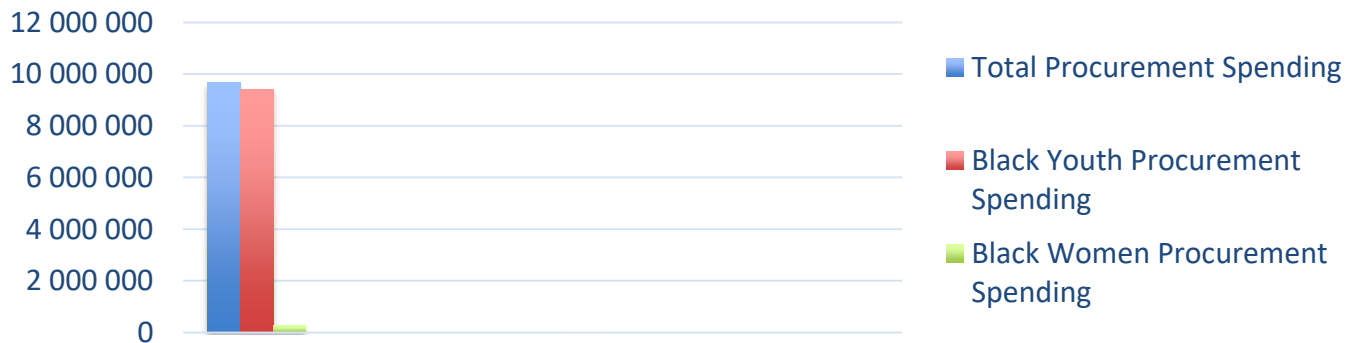 12 000 000
10 000 000
8 000 000
6 000 000
4 000 000
2 000 000
0
Total Procurement Spending
Black Youth Procurement
Spending
Black Women Procurement
Spending